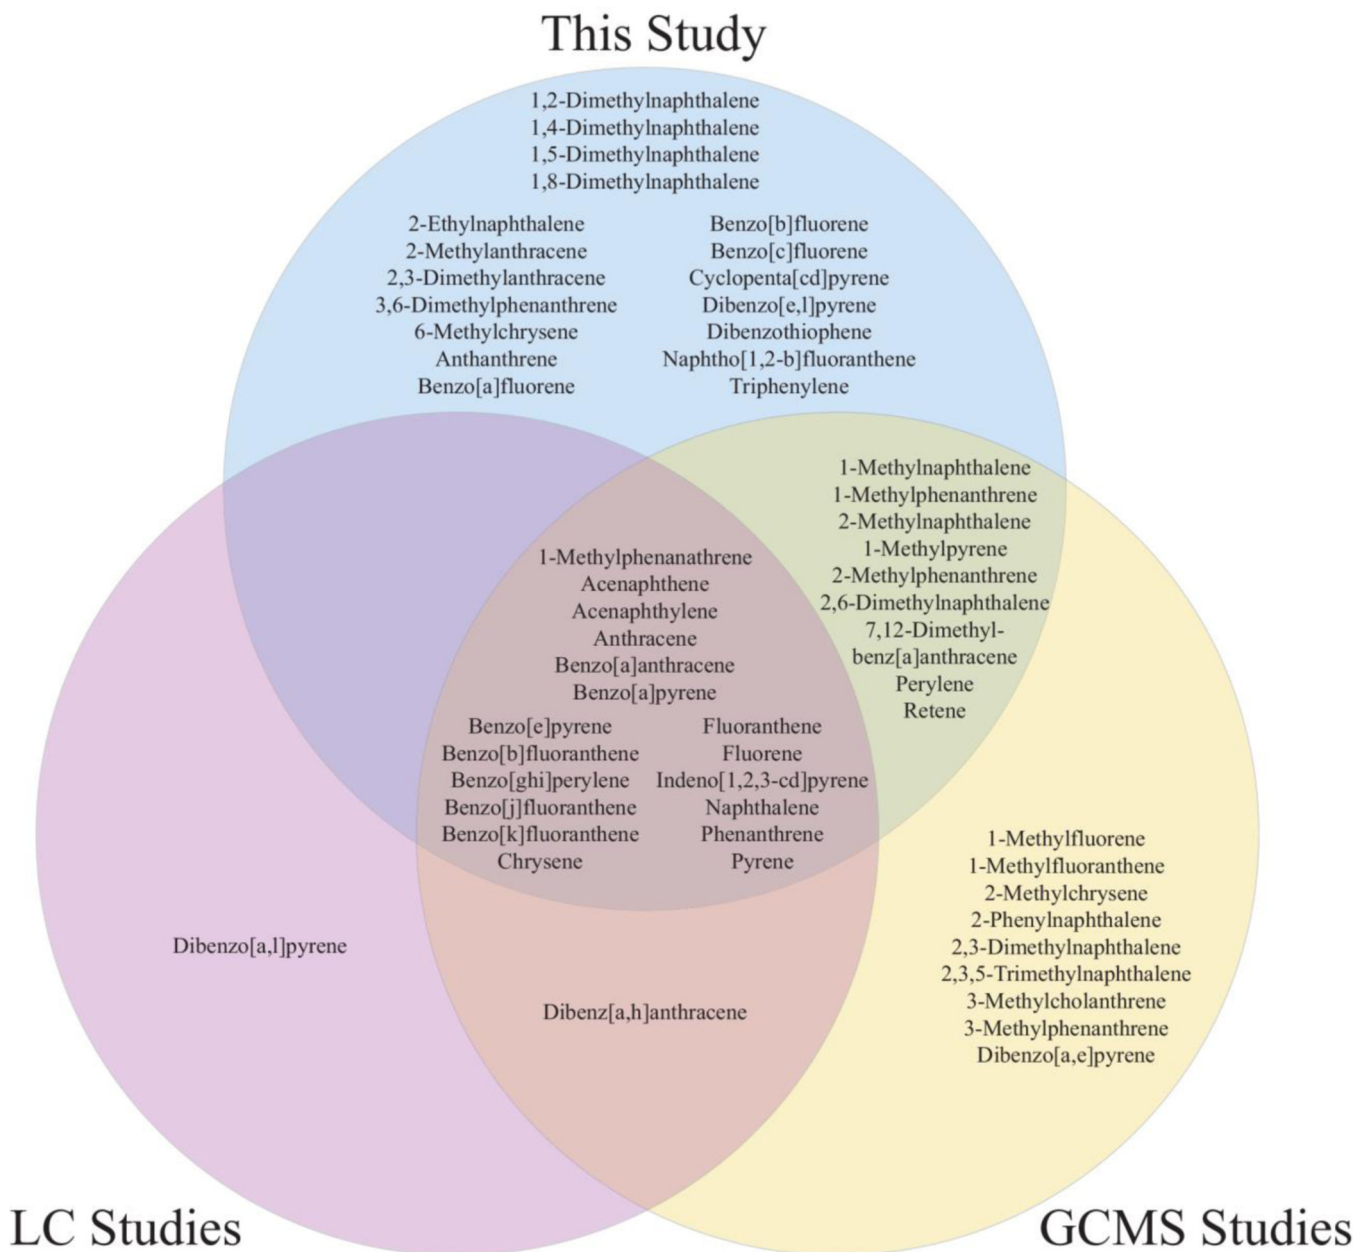 This Study
1,2-Dimethylnaphthalene
1,4-Dimethylnaphthalene
1,5-Dimethylnaphthalene
1,8-Dimethylnaphthalene
2-Ethylnaphthalene
2-Methylanthracene
2,3-Dimethylanthracene
3,6-Dimethylphenanthrene
6-Methylchrysene
Anthanthrene
Benzo[a]fluorene
Benzo[b]fluorene
Benzo[c]fluorene
Cyclopenta[cd]pyrene
Dibenzo[e,l]pyrene
Dibenzothiophene
Naphtho[1,2-b]fluoranthene
Triphenylene
1-Methylnaphthalene
1-Methylphenanthrene
2-Methylnaphthalene
1-Methylpyrene
2-Methylphenanthrene
2,6-Dimethylnaphthalene
7,12-Dimethyl-
benz[a]anthracene
Perylene
Retene
1-Methylphenanathrene
Acenaphthene
Acenaphthylene
Anthracene
Benzo[a]anthracene
Benzo[a]pyrene
Benzo[e]pyrene
Benzo[b]fluoranthene
Benzo[ghi]perylene
Benzo[j]fluoranthene
Benzo[k]fluoranthene
Chrysene
Fluoranthene
Fluorene
Indeno[1,2,3-cd]pyrene
Naphthalene
Phenanthrene
Pyrene
1-Methylfluorene
1-Methylfluoranthene
2-Methylchrysene
2-Phenylnaphthalene
2,3-Dimethylnaphthalene
2,3,5-Trimethylnaphthalene
3-Methylcholanthrene
3-Methylphenanthrene
Dibenzo[a,e]pyrene
Dibenzo[a,l]pyrene
Dibenz[a,h]anthracene
LC Studies
GCMS Studies